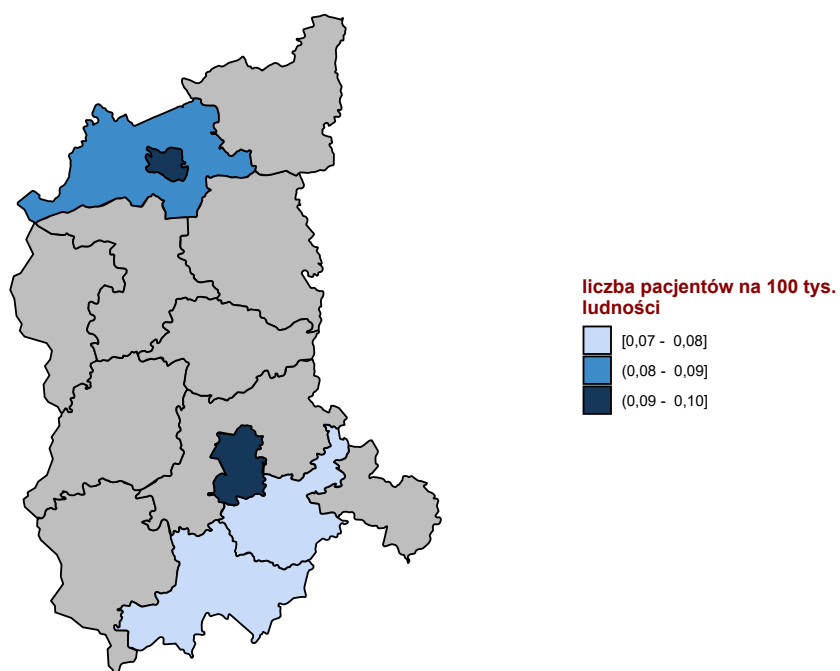 liczba pacjentów na 100 tys.
ludności
[0,07 - 0,08]
(0,08 - 0,09]
(0,09 - 0,10]